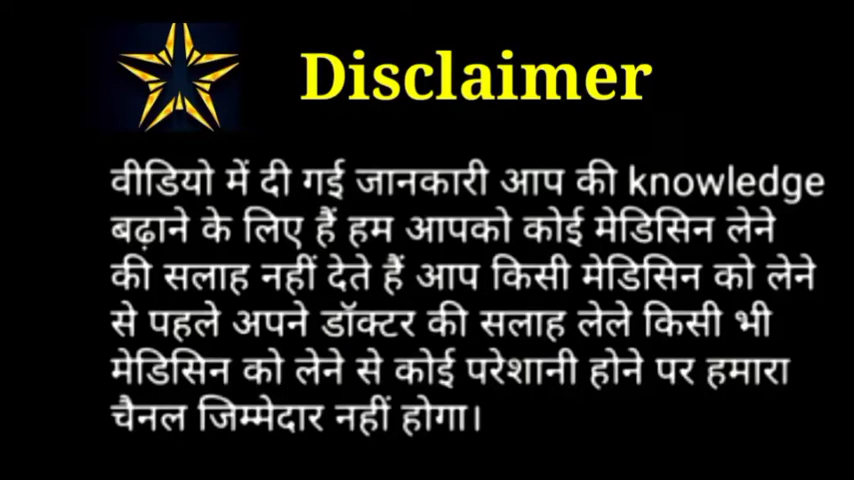 Disclaimer
वीडियो में दी गई जानकारी आप की knowledge
बढ़ाने के लिए हैं हम आपको कोई मेडिसिन लेने
की सलाह नहीं देते हैं आप किसी मेडिसिन को लेने
से पहले अपने डॉक्टर की सलाह लेले किसी भी
मेडिसिन को लेने से कोई परेशानी होने पर हमारा
चैनल जिम्मेदार नहीं होगा।